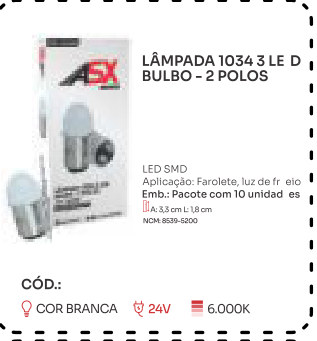 ASX
LÂMPADA 1034 3 LE D
BULBO - 2 POLOS
LED SMD
Aplicação: Farolete, luz de fr eio
Emb.: Pacote com 10 unidad es
A: 3,3 cm L: 1,8 cm
NCM: 8539-5200
CÓD.:
COR BRANCA 24V 6.000K